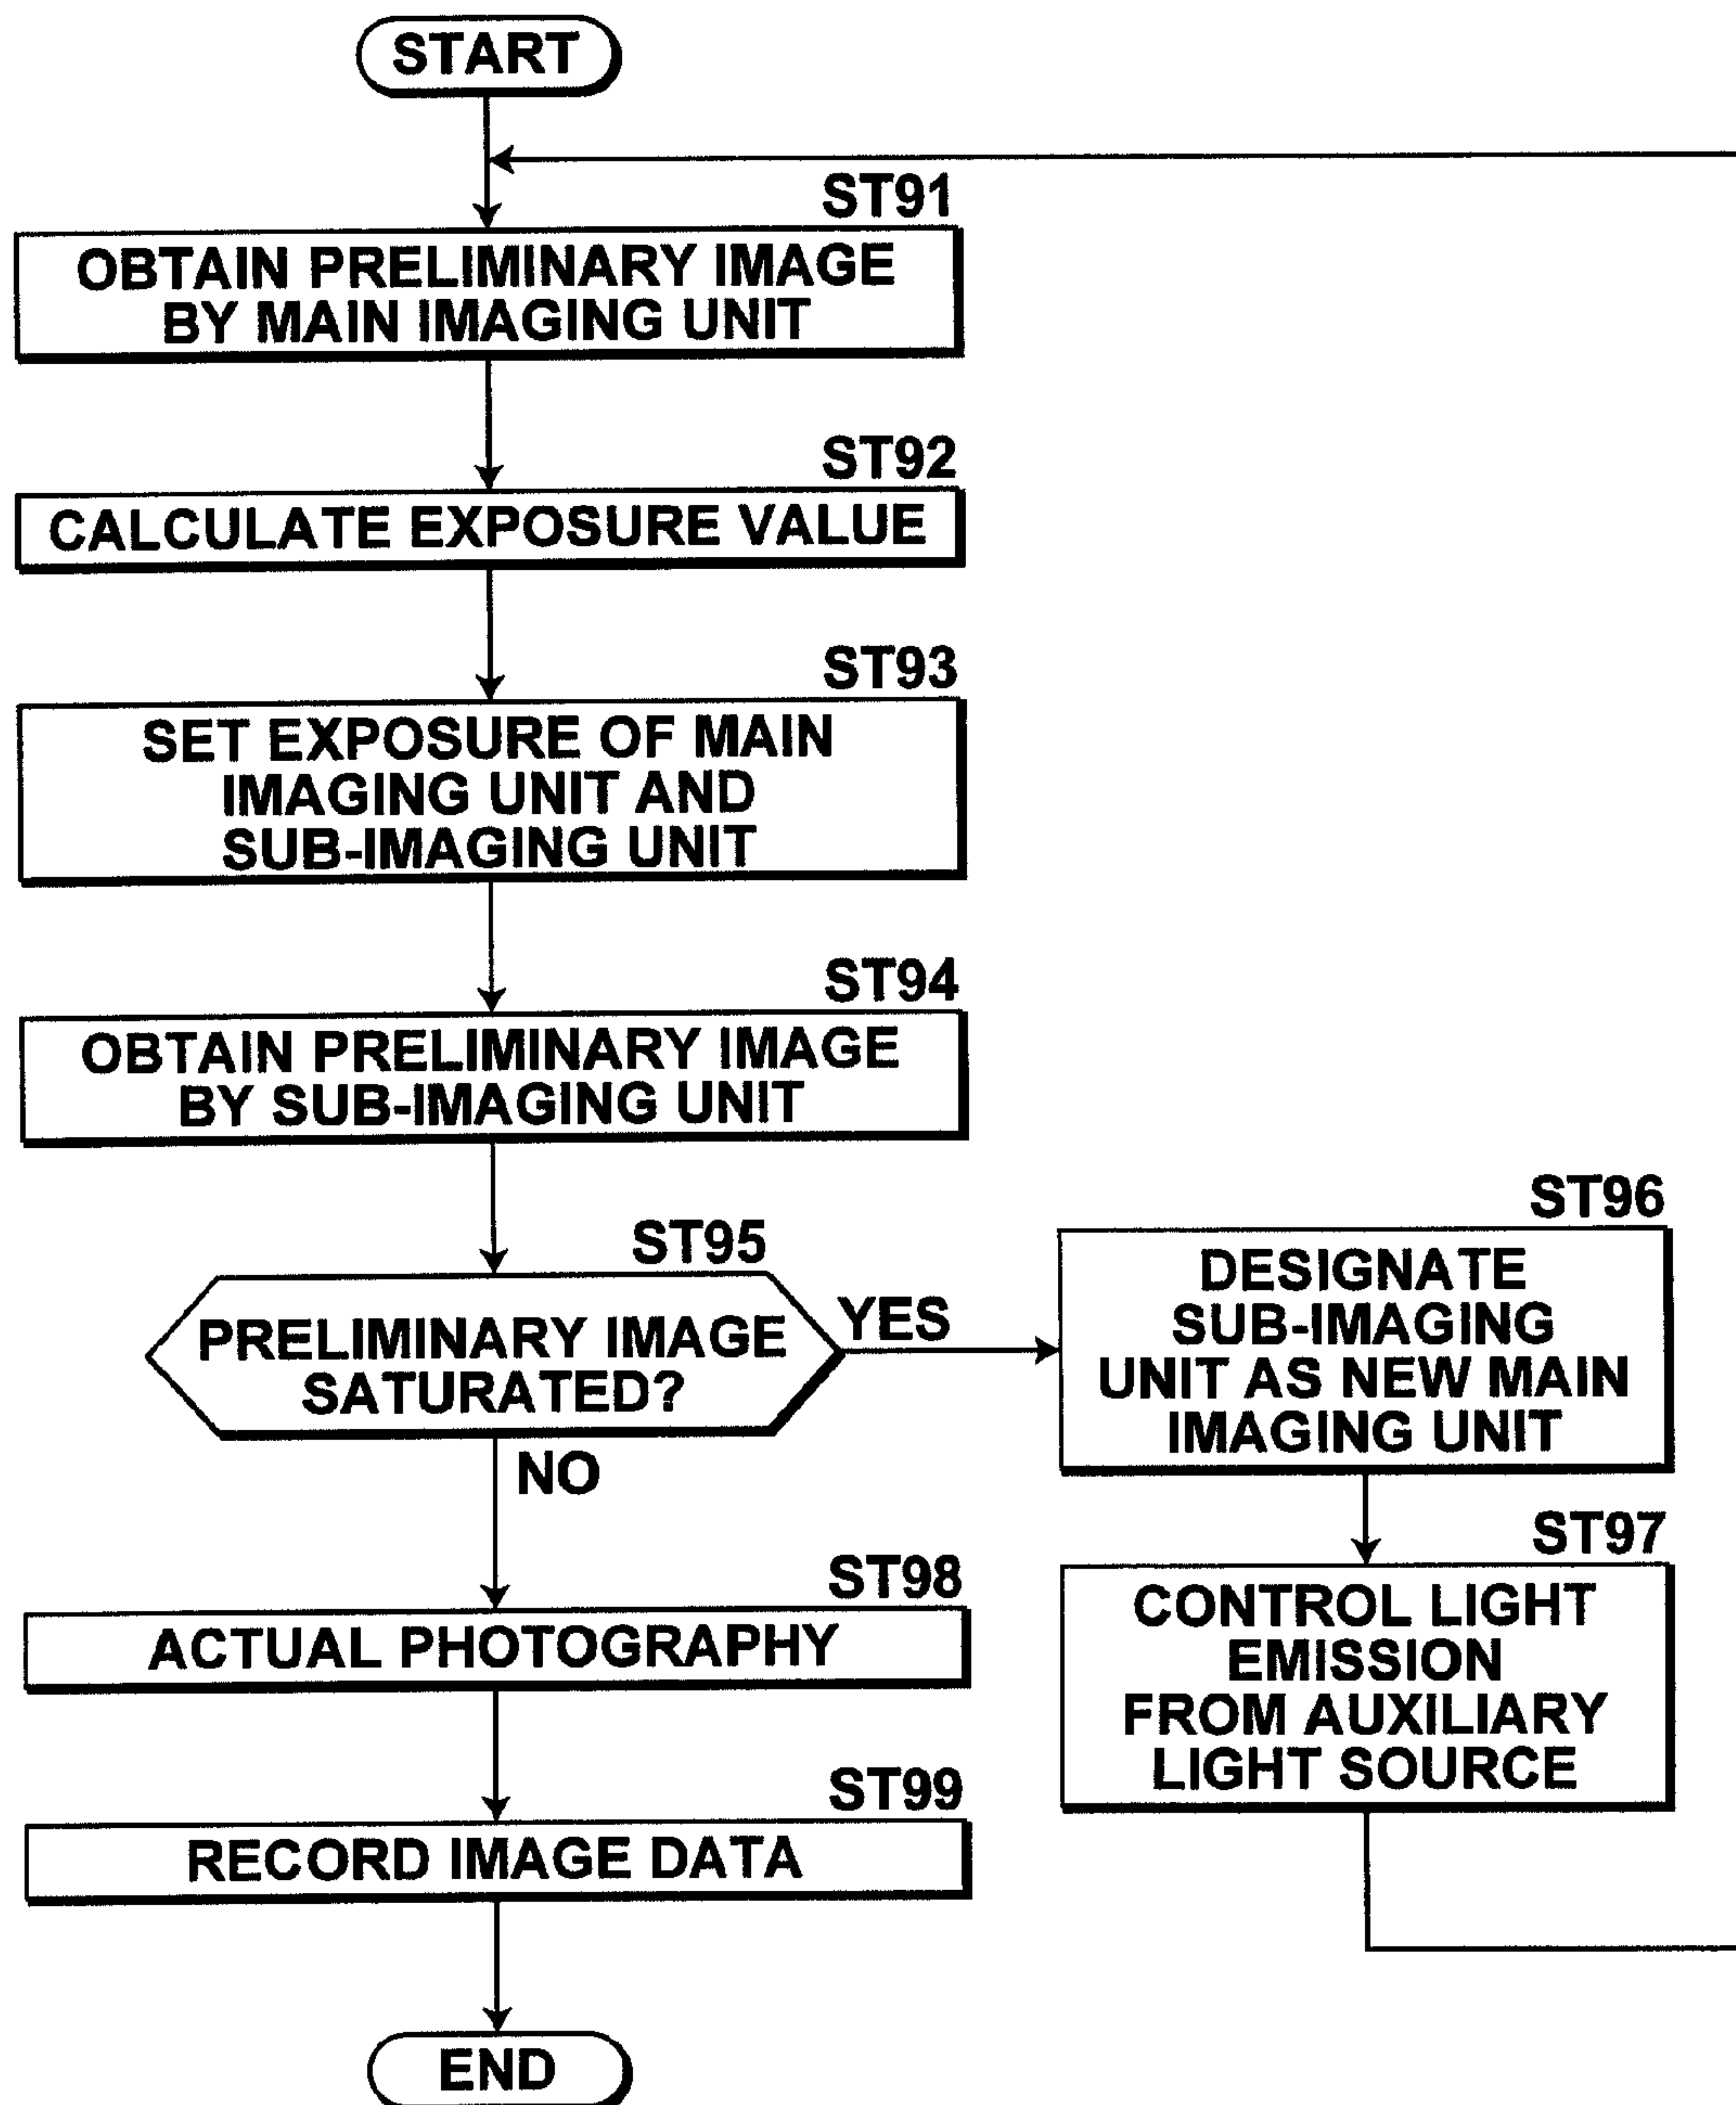 START
ST91
OBTAIN PRELIMINARY IMAGE
BY MAIN IMAGING UNIT
ST92
CALCULATE EXPOSURE VALUE
ST93
SET EXPOSURE OF MAIN
IMAGING UNIT AND
SUB-IMAGING UNIT
ST94
OBTAIN PRELIMINARY IMAGE
BY SUB-IMAGING UNIT
ST95
PRELIMINARY IMAGE
SATURATED?
YES
NO
ST96
DESIGNATE
SUB-IMAGING
UNIT AS NEW MAIN
IMAGING UNIT
ST97
CONTROL LIGHT
EMISSION
FROM AUXILIARY
LIGHT SOURCE
ST98
ACTUAL PHOTOGRAPHY
ST99
RECORD IMAGE DATA
END